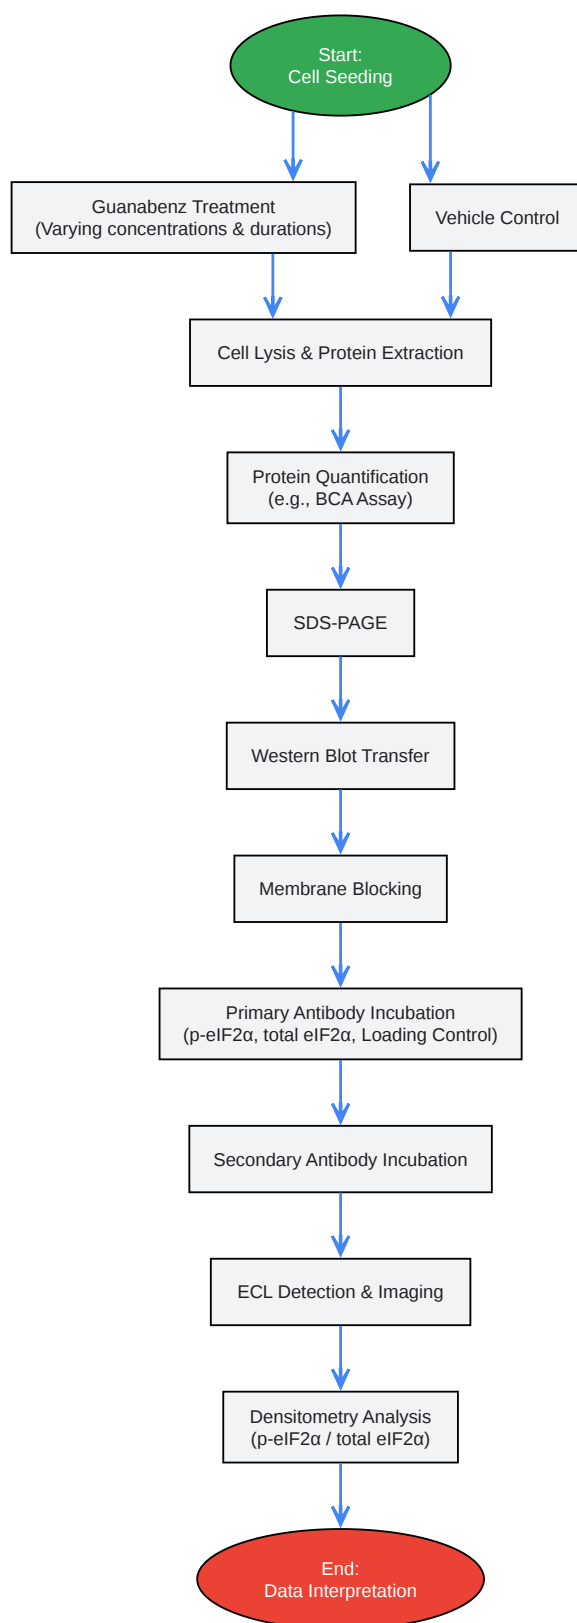 Start:
Cell Seeding
Guanabenz Treatment
(Varying concentrations & durations)
Vehicle Control
Cell Lysis & Protein Extraction
Protein Quantification
(e.g., BCA Assay)
SDS-PAGE
Western Blot Transfer
Membrane Blocking
Primary Antibody Incubation
(p-eIF2α, total eIF2α, Loading Control)
Secondary Antibody Incubation
ECL Detection & Imaging
Densitometry Analysis
(p-eIF2α / total eIF2α)
End:
Data Interpretation